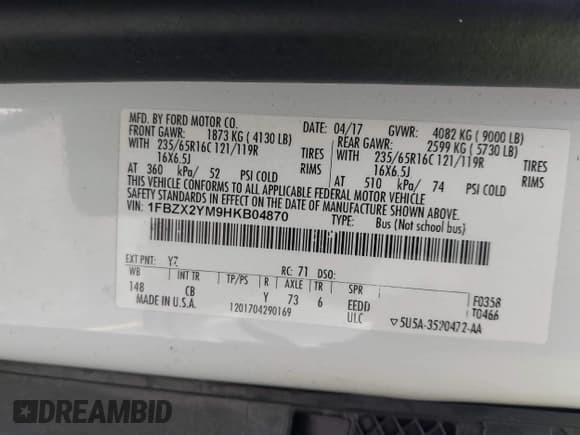 MFD. BY FORD MOTOR CO.
DATE: 04/17 GVWR: 4082 KG ( 9000 LB)
FRONT GAWR: 1873 KG ( 4130 LB) REAR GAWR: 2599 KG ( 5730 LB)
WITH 235/65R16C 121/119R TIRES WITH 235/65R16C 121/119R TIRES
16X6.5J RIMS 16X6.5J RIMS
AT 360 kPa/ 52 PSI COLD AT 510 kPa/ 74 PSI COLD
THIS VEHICLE CONFORMS TO ALL APPLICABLE FEDERAL MOTOR VEHICLE
SAFETY STANDARDS IN EFFECT ON THE DATE OF MANUFACTURE SHOWN ABOVE.
VIN: 1FBZX2YM9HKB04870
TYPE: Bus (Not school bus)
EXT PNT: YZ RC: 71 DSO:
WB INT TR TP/PS R AXLE TR SPR F0358
148 CB Y 73 6 EEDD T0466
MADE IN U.S.A. 1201704290169 ULC ▽5U5A-3520472-AA
DREAMBID